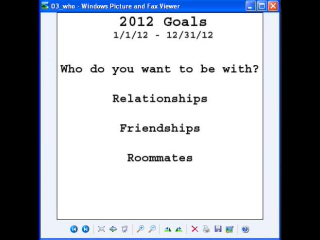 03_who - Windows Picture and Fax Viewer
2012 Goals
1/1/12 - 12/31/12
Who do you want to be with?
Relationships
Friendships
Roommates